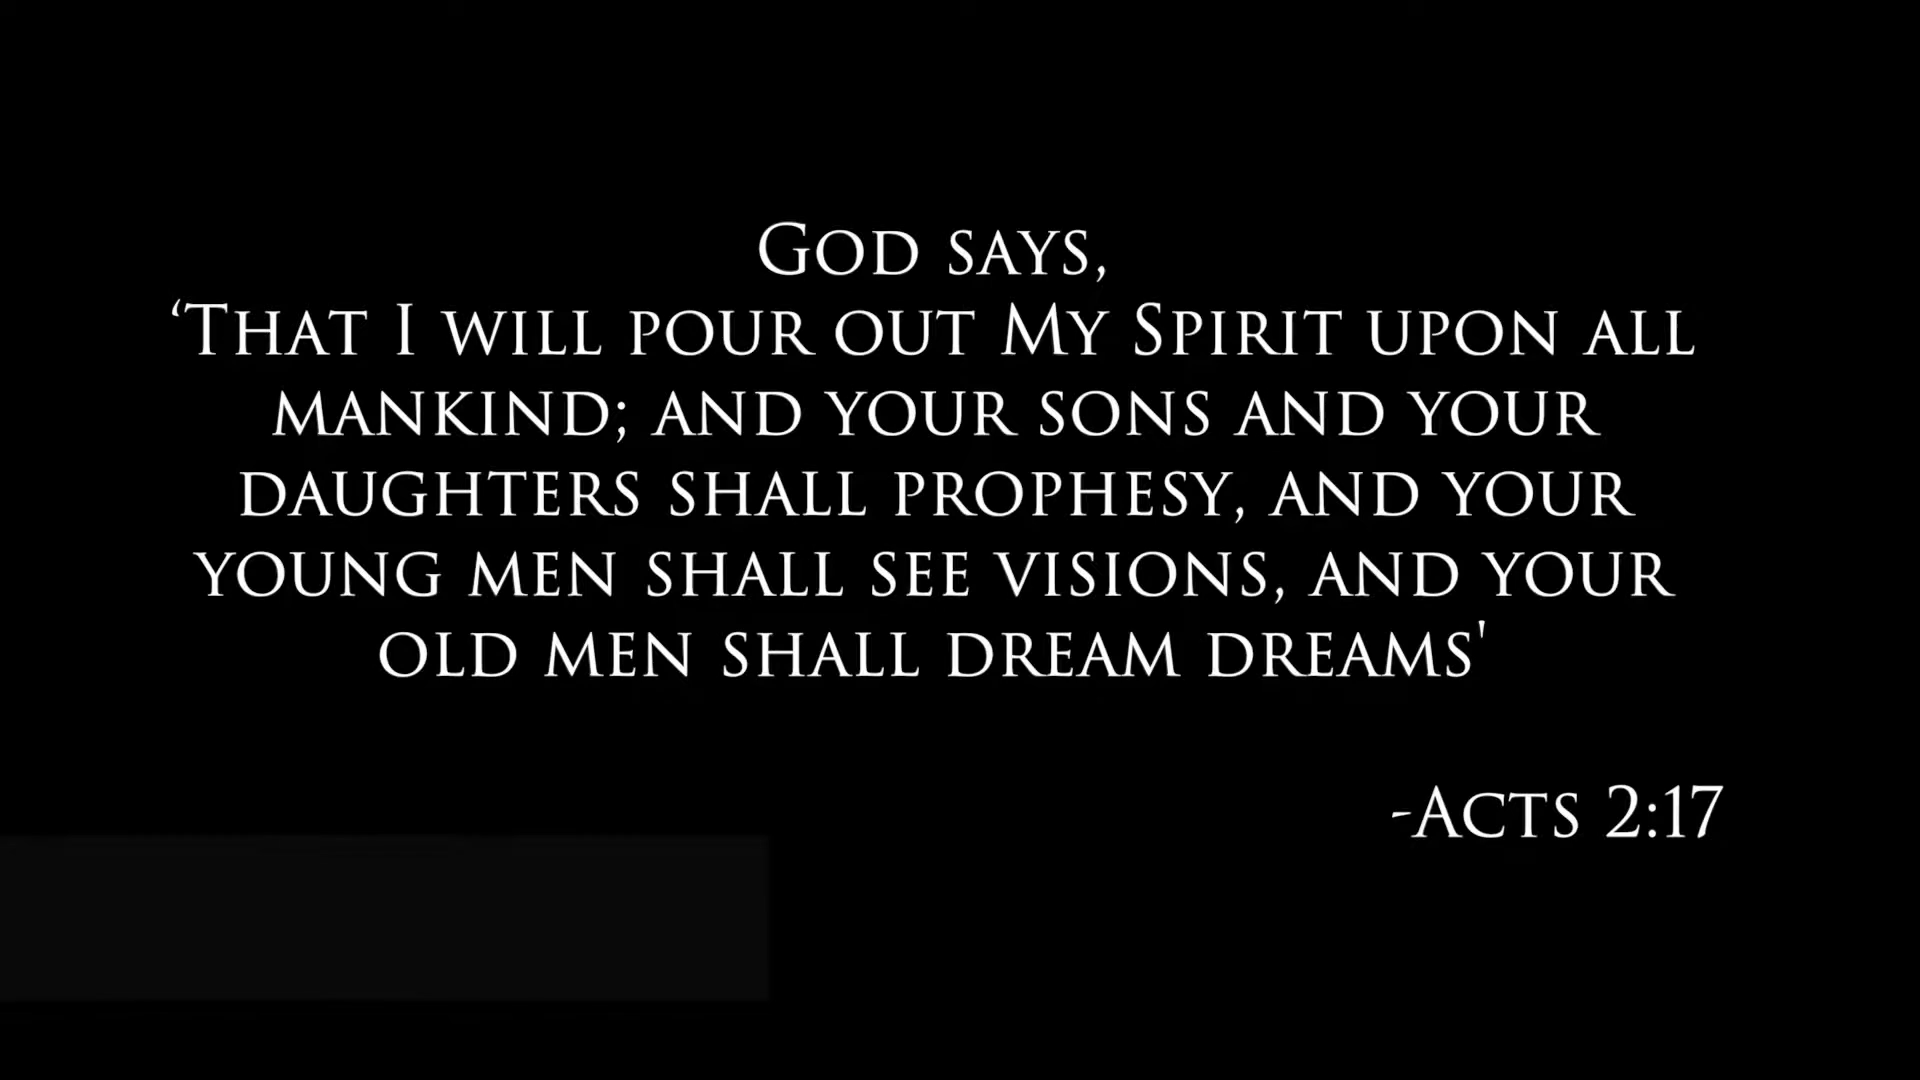 God says,
‘That I will pour out My Spirit upon all
mankind; and your sons and your
daughters shall prophesy, and your
young men shall see visions, and your
old men shall dream dreams'
-Acts 2:17